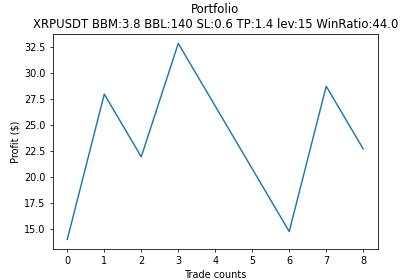 Portfolio
XRPUSDT BBM:3.8 BBL:140 SL:0.6 TP:1.4 lev:15 WinRatio:44.0
32.5
30.0
27.5
25.0
22.5
20.0
17.5
15.0
Profit ($)
0 1 2 3 4 5 6 7 8
Trade counts